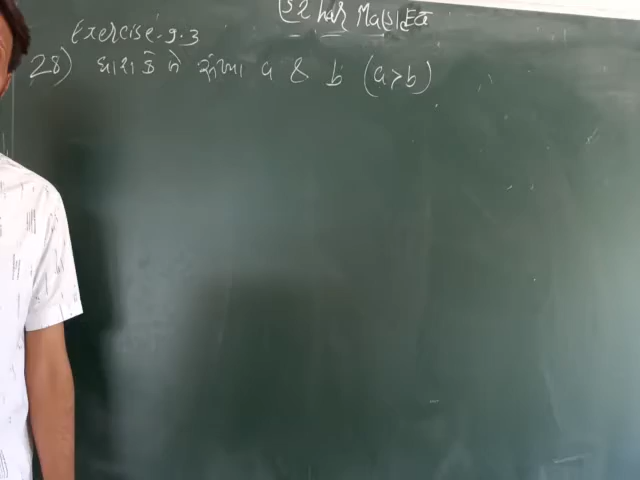 Exercise-9.3
28) ધારો કે બે સંખ્યા a & b (a>b)